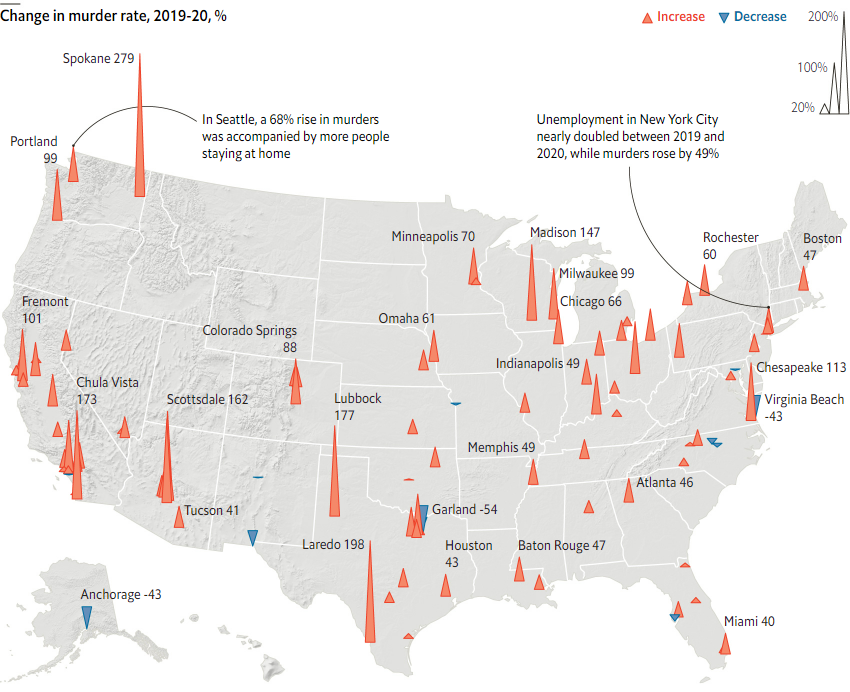 Change in murder rate, 2019-20, %
Increase
Decrease
200%
100%
20%
Spokane 279
In Seattle, a 68% rise in murders
was accompanied by more people
staying at home
Unemployment in New York City
nearly doubled between 2019 and
2020, while murders rose by 49%
Portland
99
Minneapolis 70
Madison 147
Rochester
60
Boston
47
Milwaukee 99
Chicago 66
Fremont
101
Omaha 61
Colorado Springs
88
Indianapolis 49
Chesapeake 113
Chula Vista
173
Scottsdale 162
Lubbock
177
Virginia Beach
-43
Memphis 49
Atlanta 46
Tucson 41
Garland -54
Laredo 198
Houston
43
Baton Rouge 47
Anchorage -43
Miami 40